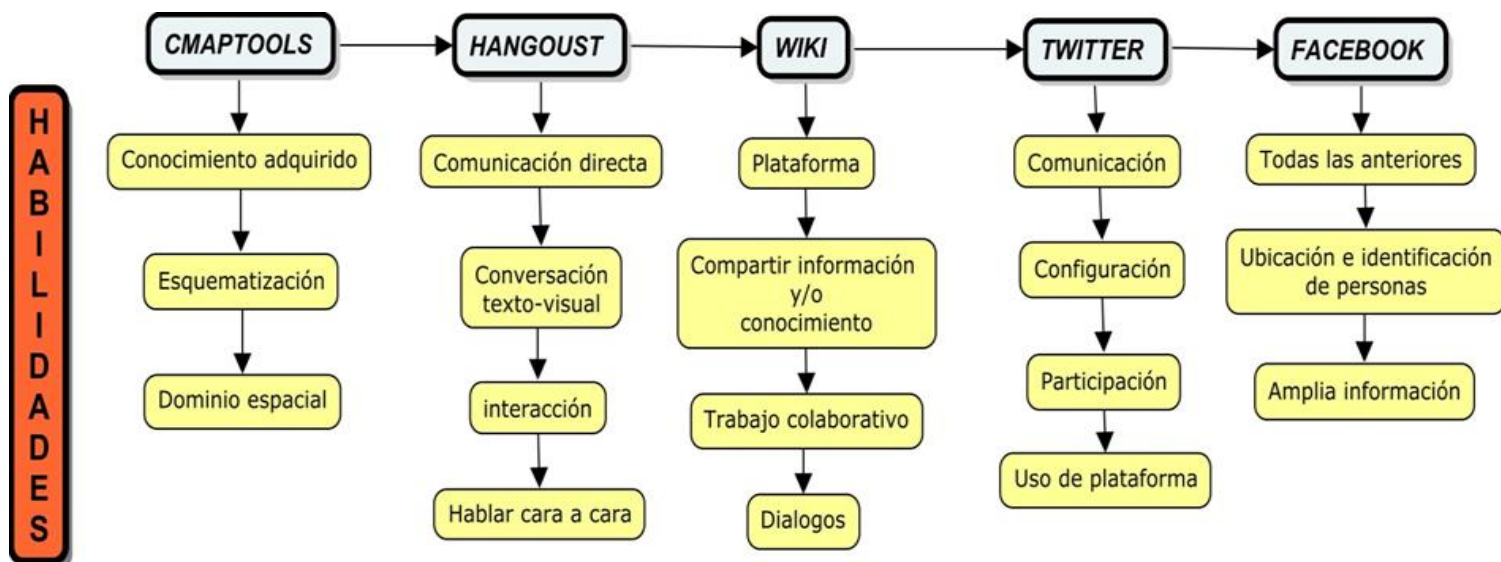 CMAPTOOLS
HANGOUST
WIKI
TWITTER
FACEBOOK
HABILIDADES
Conocimiento adquirido
Esquematización
Dominio espacial
Comunicación directa
Conversación
texto-visual
interacción
Hablar cara a cara
Plataforma
Compartir información
y/o
conocimiento
Trabajo colaborativo
Dialogos
Comunicación
Configuración
Participación
Uso de plataforma
Todas las anteriores
Ubicación e identificación
de personas
Amplia información